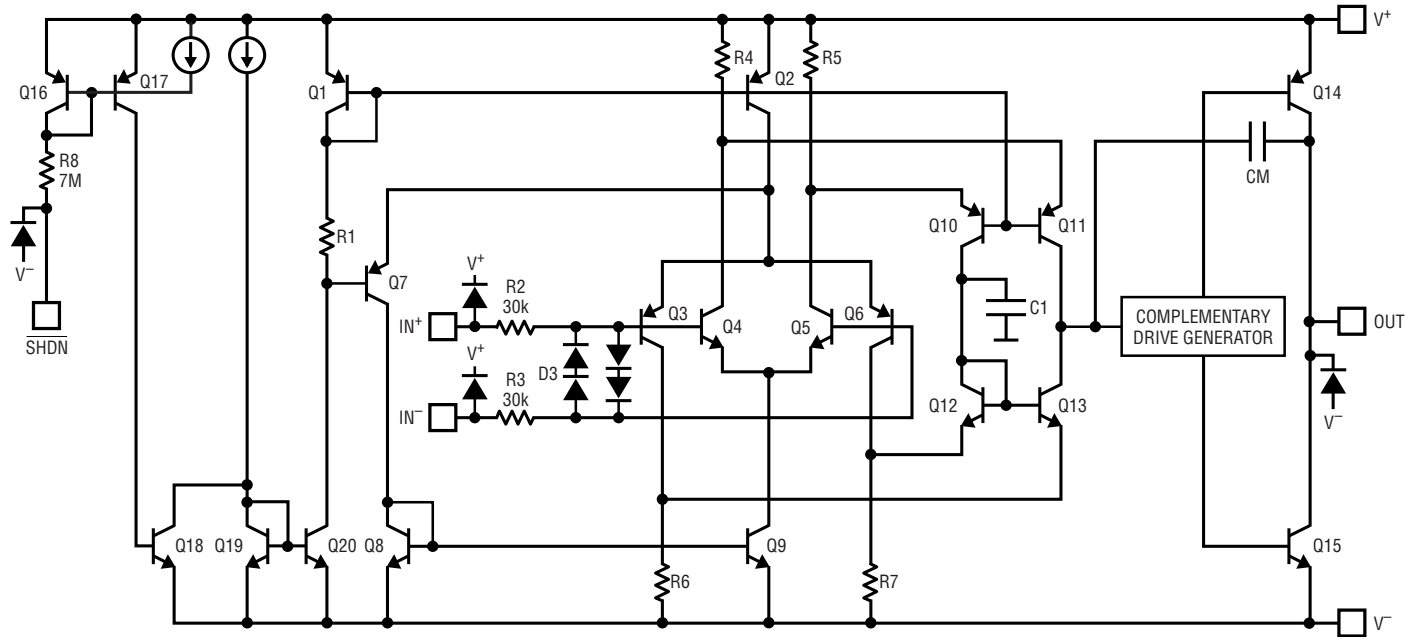 V+
R4
R5
Q16
Q17
Q1
Q2
Q14
R8
7M
CM
R1
Q10
Q11
V–
V+
Q7
R2
30k
Q3
Q4
Q5
Q6
C1
COMPLEMENTARY
DRIVE GENERATOR
OUT
IN+
SHDN
V+
D3
R3
30k
IN–
Q12
Q13
V–
Q18
Q19
Q20
Q8
Q9
Q15
R6
R7
V–